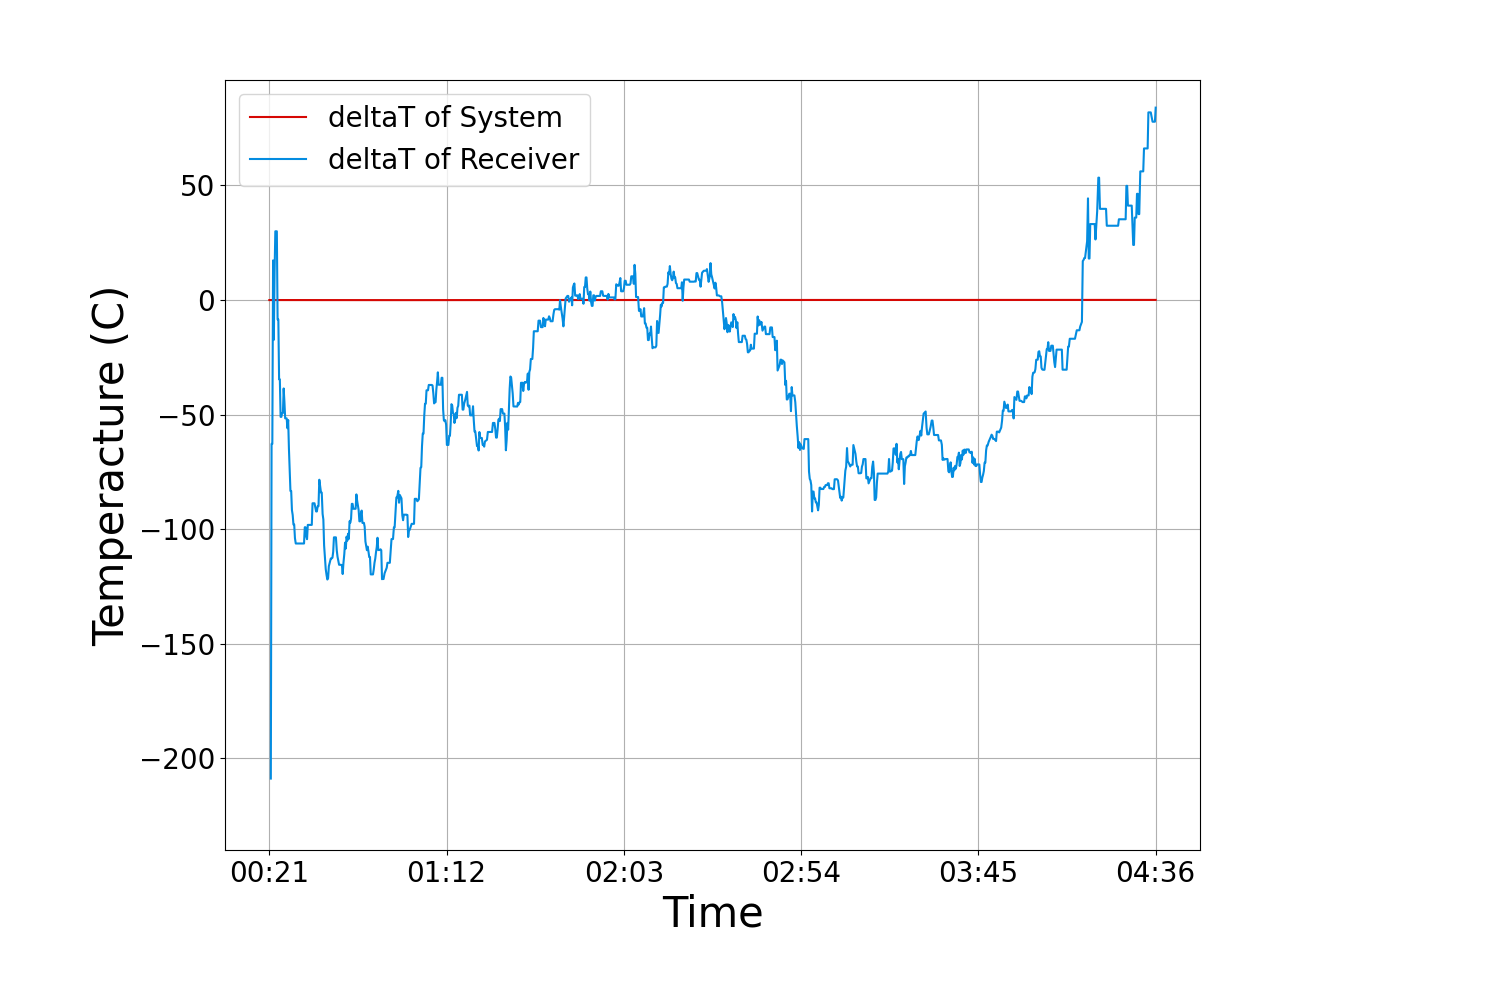 deltaT of System
deltaT of Receiver
50
0
−50
−100
−150
−200
Temperacture (C)
00:21 01:12 02:03 02:54 03:45 04:36
Time